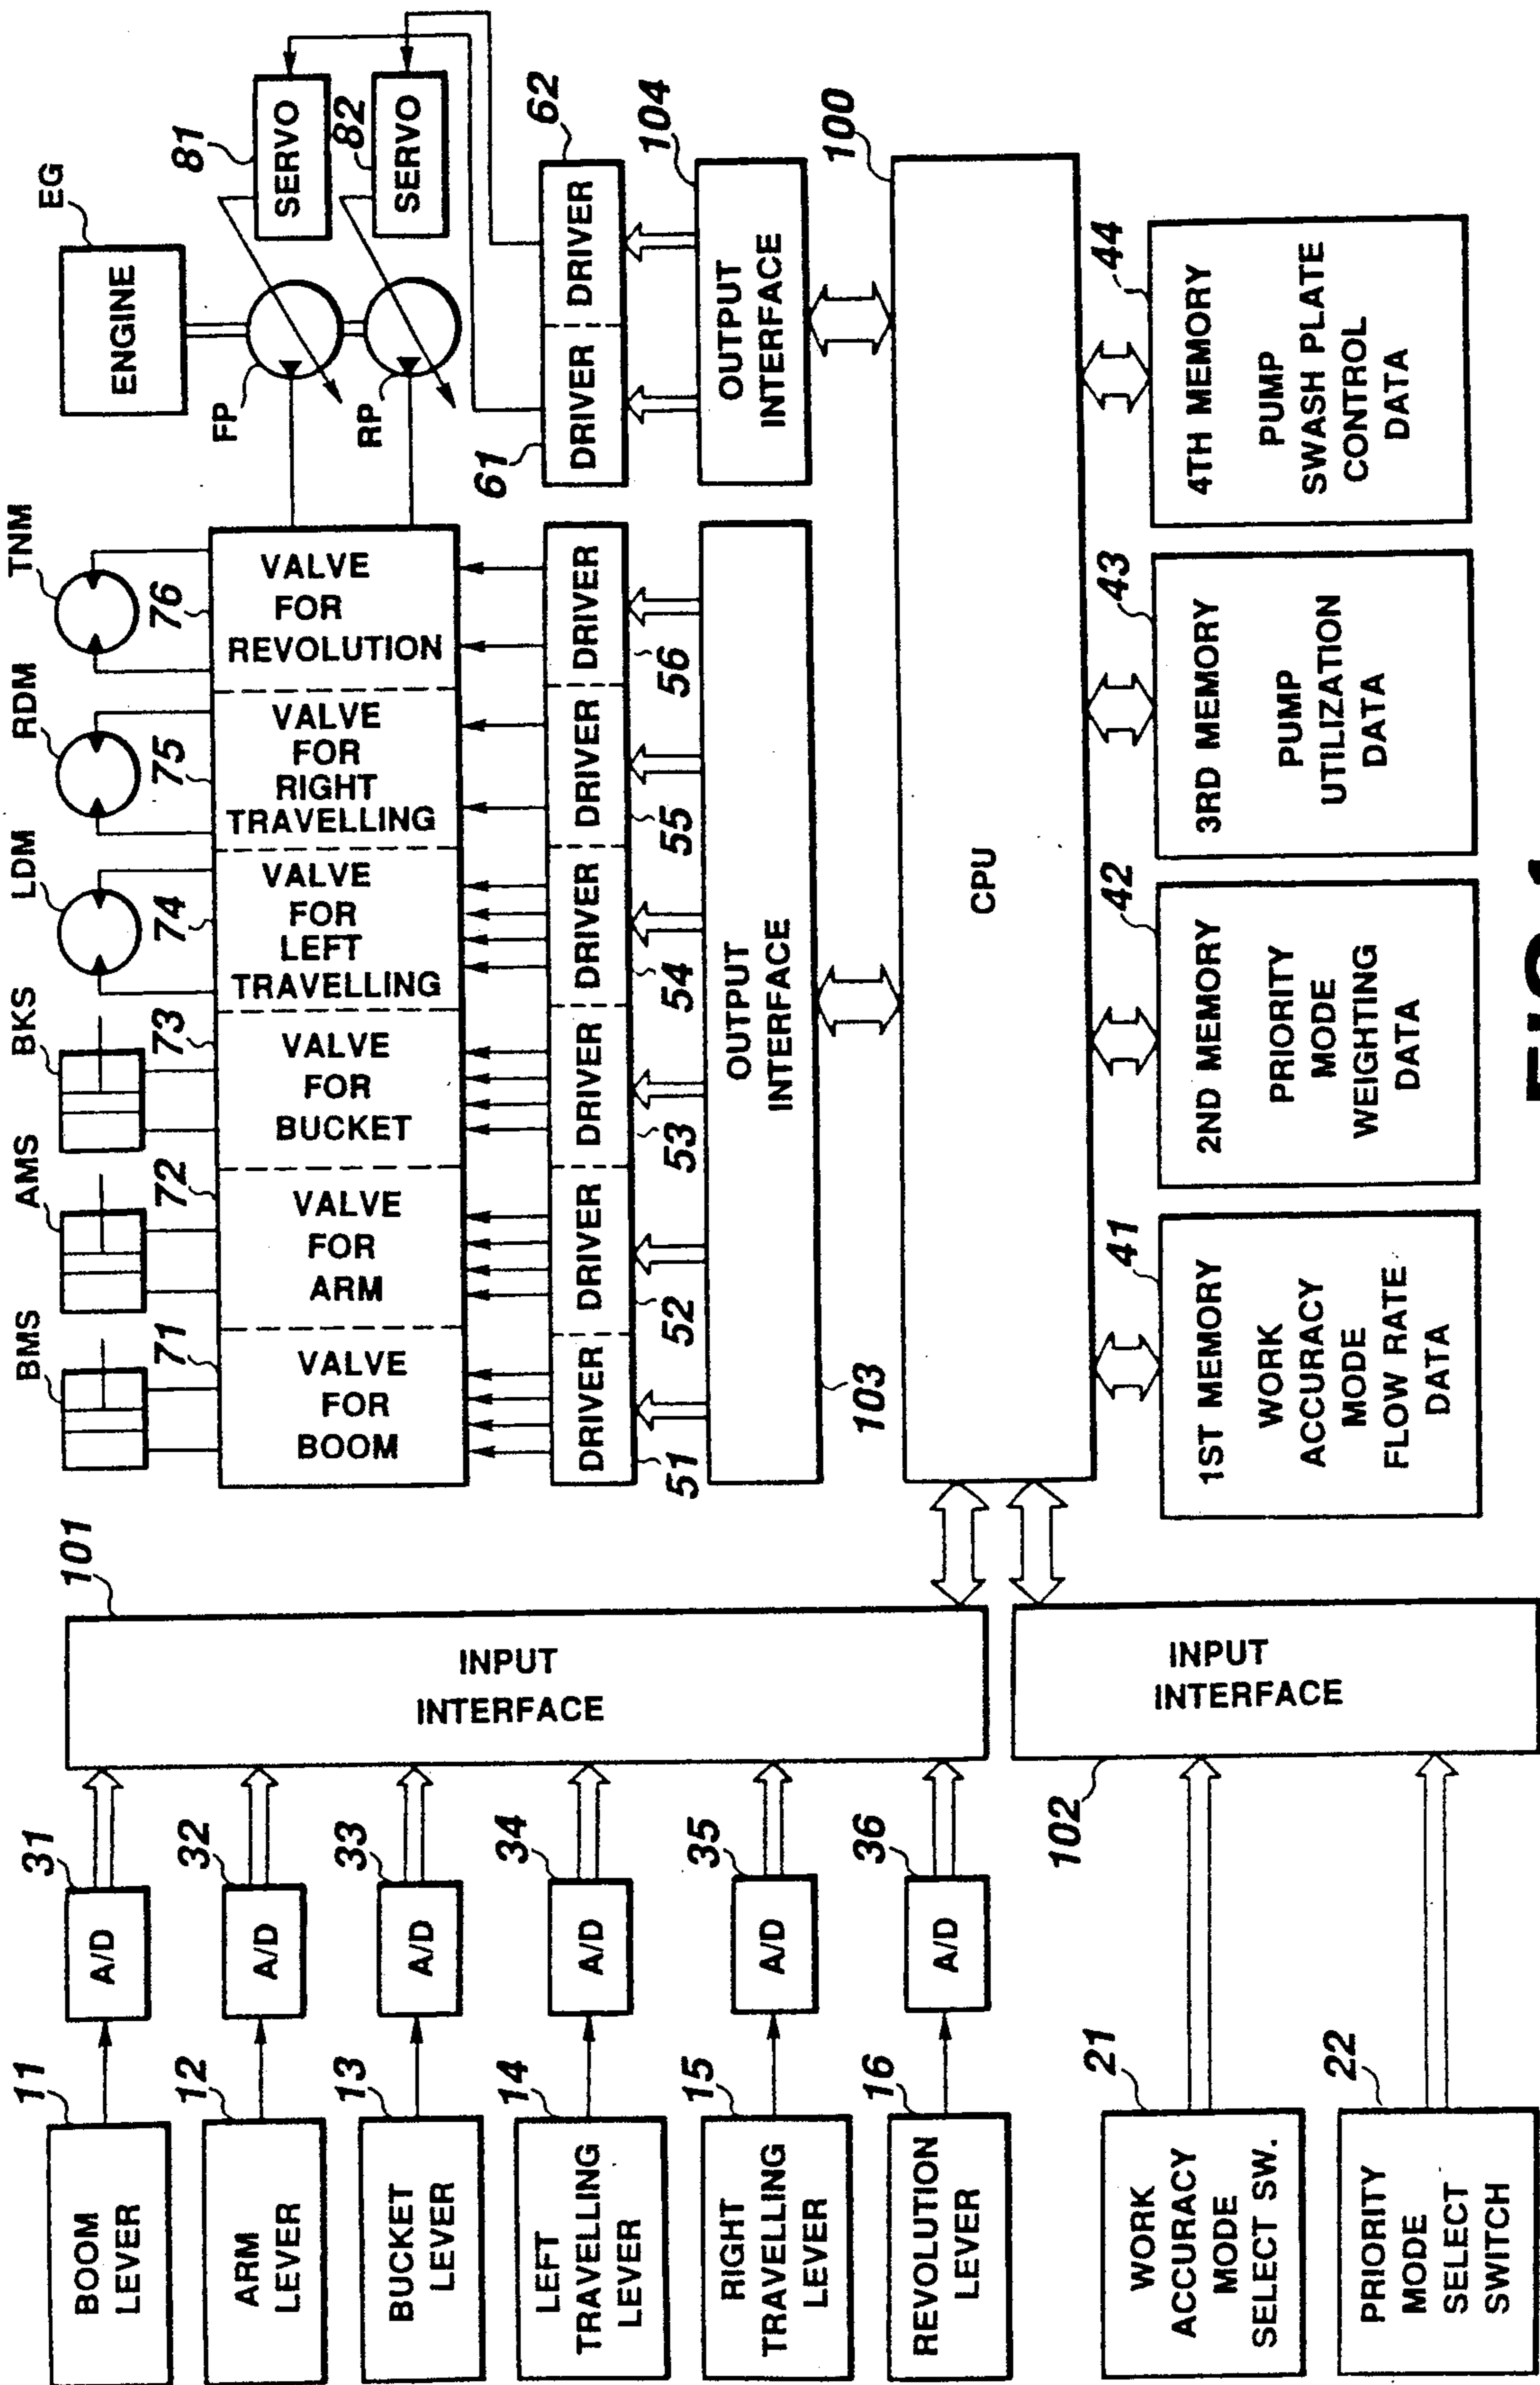 11
BOOM
LEVER
12
ARM
LEVER
13
BUCKET
LEVER
14
LEFT
TRAVELLING
LEVER
15
RIGHT
TRAVELLING
LEVER
16
REVOLUTION
LEVER
21
WORK
ACCURACY
MODE
SELECT SW.
22
PRIORITY
MODE
SELECT
SWITCH
31
A/D
32
A/D
33
A/D
34
A/D
35
A/D
36
A/D
101
INPUT
INTERFACE
102
INPUT
INTERFACE
BMS
AMS
BKS
LDM
RDM
TNM
71
VALVE
FOR
BOOM
72
VALVE
FOR
ARM
73
VALVE
FOR
BUCKET
74
VALVE
FOR
LEFT
TRAVELLING
75
VALVE
FOR
RIGHT
TRAVELLING
76
VALVE
FOR
REVOLUTION
EG
ENGINE
FP
RP
81
SERVO
82
SERVO
DRIVER
51
DRIVER
52
DRIVER
53
DRIVER
54
DRIVER
55
DRIVER
56
61
DRIVER
62
DRIVER
103
OUTPUT
INTERFACE
104
OUTPUT
INTERFACE
100
CPU
41
1ST MEMORY
WORK
ACCURACY
MODE
FLOW RATE
DATA
42
2ND MEMORY
PRIORITY
MODE
WEIGHTING
DATA
43
3RD MEMORY
PUMP
UTILIZATION
DATA
44
4TH MEMORY
PUMP
SWASH PLATE
CONTROL
DATA